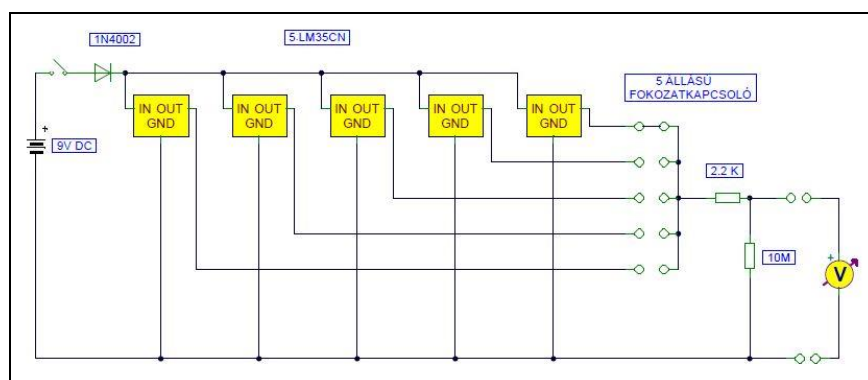 1N4002
5 LM35CN
5 ÁLLÁSÚ
FOKOZATKAPCSOLÓ
IN OUT
GND
IN OUT
GND
IN OUT
GND
IN OUT
GND
IN OUT
GND
+
9V DC
2.2 K
10M
+
V